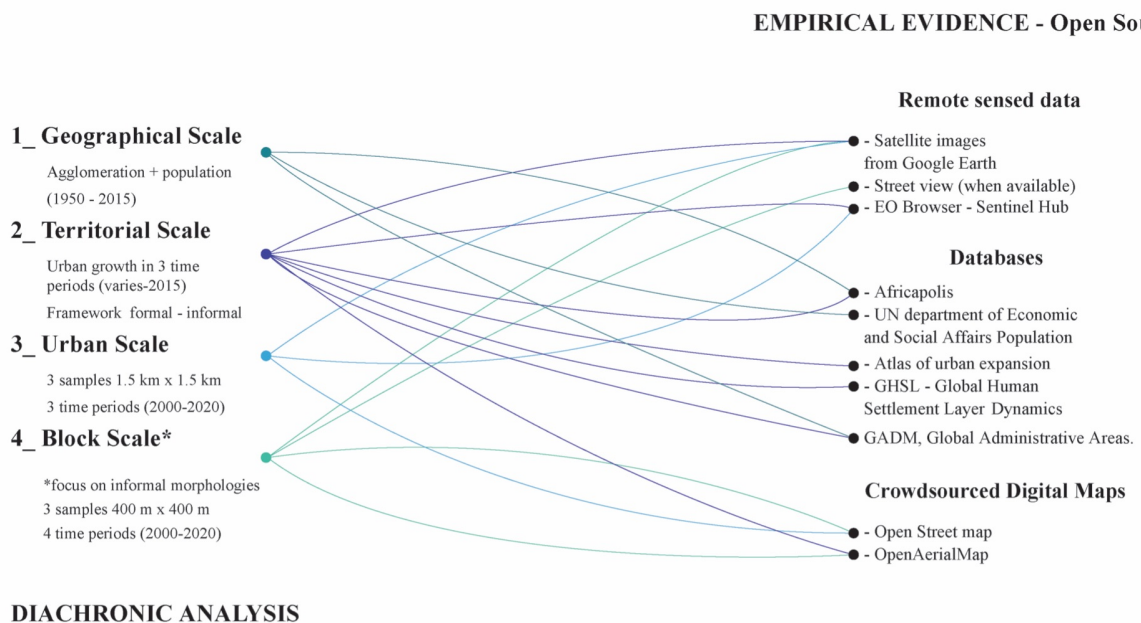 EMPIRICAL EVIDENCE - Open Sou
1_ Geographical Scale
Agglomeration + population
(1950 - 2015)
2_ Territorial Scale
Urban growth in 3 time
periods (varies-2015)
Framework formal - informal
3_ Urban Scale
3 samples 1.5 km x 1.5 km
3 time periods (2000-2020)
4_ Block Scale*
*focus on informal morphologies
3 samples 400 m x 400 m
4 time periods (2000-2020)
Remote sensed data
- Satellite images
from Google Earth
- Street view (when available)
- EO Browser - Sentinel Hub
Databases
- Africapolis
- UN department of Economic
and Social Affairs Population
- Atlas of urban expansion
- GHSL - Global Human
Settlement Layer Dynamics
GADM, Global Administrative Areas.
Crowdsourced Digital Maps
- Open Street map
- OpenAerialMap
DIACHRONIC ANALYSIS